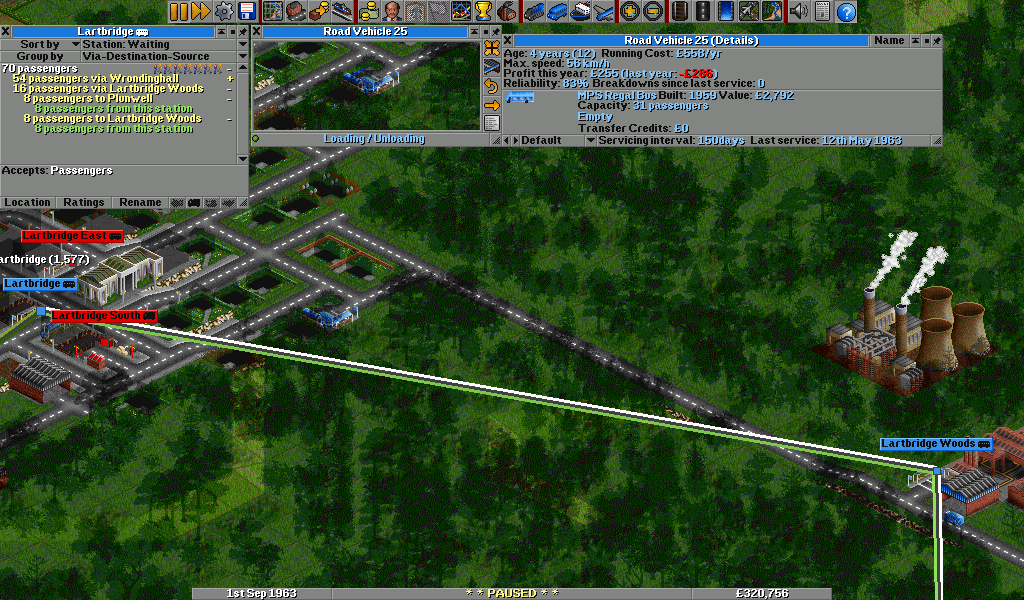 Lartbridge
Sort by
Station: Waiting
Group by
Via-Destination-Source
70 passengers
54 passengers via Wrondinghall
16 passengers via Lartbridge Woods
8 passengers to Plunwell
8 passengers from this station
8 passengers to Lartbridge Woods
8 passengers from this station
Accepts: Passengers
Location
Ratings
Rename
Road Vehicle 25
Loading / Unloading
Road Vehicle 25 (Details)
Name
Age: 4 years (12) Running Cost: £558/yr
Max. speed: 56 km/h
Profit this year: £255 (last year: -£286)
Reliability: 83% Breakdowns since last service: 0
MPS Regal Bus Built: 1959 Value: £2,792
Capacity: 31 passengers
Empty
Transfer Credits: £0
Default
Servicing interval: 150days Last service: 12th May 1963
Lartbridge East
artbridge (1,577)
Lartbridge
Lartbridge South
Lartbridge Woods
1st Sep 1963
* * PAUSED * *
£320,756